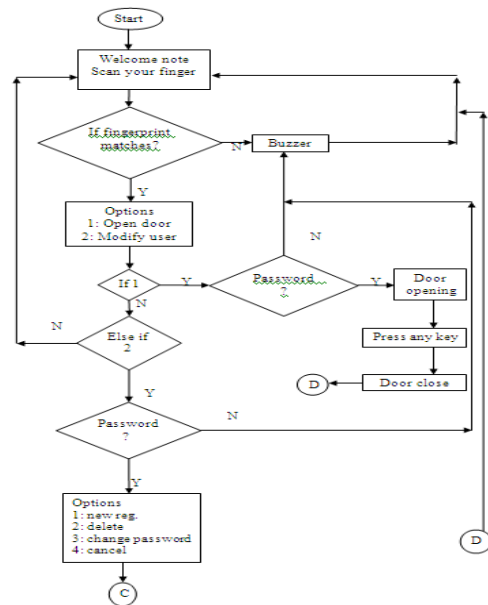 Start
Welcome note
Scan your finger
If fingerprint
matches?
N
Buzzer
Y
Options
1: Open door
2: Modify user
N
If 1
Y
Password
?
Y
Door
opening
N
N
Else if
2
Press any key
Door close
D
Y
Password
?
N
Y
Options
1: new reg.
2: delete
3: change password
4: cancel
D
C